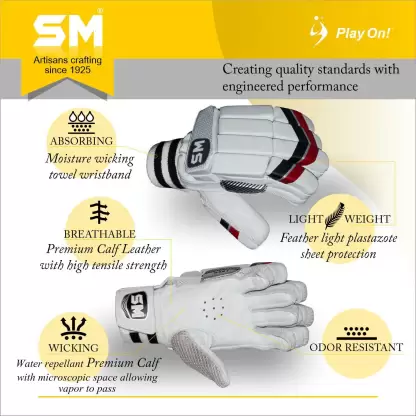 SM®
Artisans crafting
since 1925
Play On!
Creating quality standards with
engineered performance
ABSORBING
Moisture wicking
towel wristband
SM
LIGHT WEIGHT
Feather light plastazote
sheet protection
BREATHABLE
Premium Calf Leather
with high tensile strength
SM
WICKING
Water repellant Premium Calf
with microscopic space allowing
vapor to pass
ODOR RESISTANT